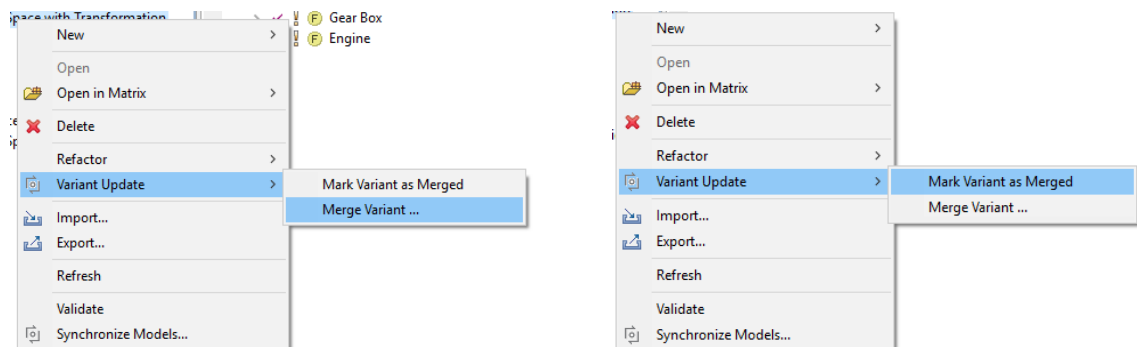 Space with Transformation
F Gear Box
F Engine
New
Open
Open in Matrix
Delete
Refactor
Variant Update
Mark Variant as Merged
Merge Variant ...
Import...
Export...
Refresh
Validate
Synchronize Models...
New
Open
Open in Matrix
Delete
Refactor
Variant Update
Mark Variant as Merged
Merge Variant ...
Import...
Export...
Refresh
Validate
Synchronize Models...